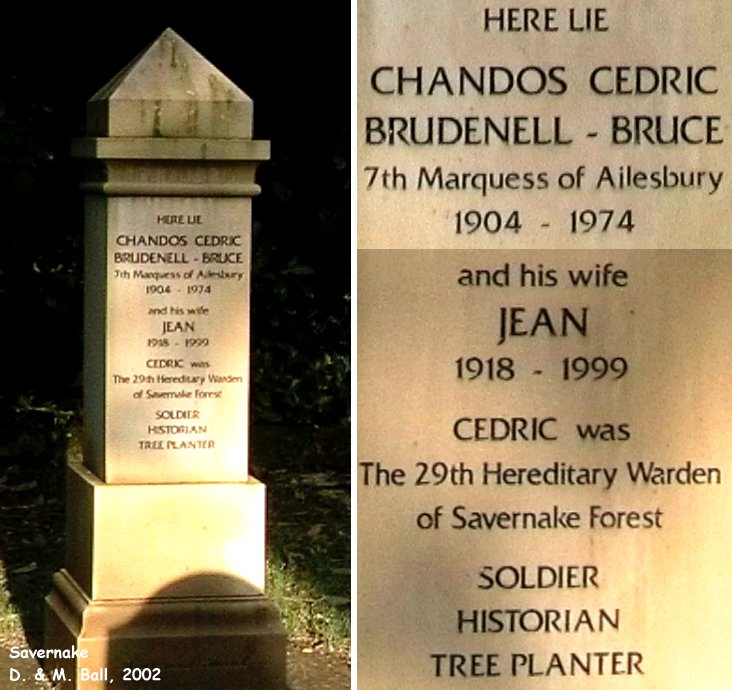 HERE LIE
CHANDOS CEDRIC
BRUDENELL - BRUCE
7th Marquess of Ailesbury
1904 - 1974
and his wife
JEAN
1918 - 1999
CEDRIC was
The 29th Hereditary Warden
of Savernake Forest
SOLDIER
HISTORIAN
TREE PLANTER
Savernake
D. & M. Ball, 2002
HERE LIE
CHANDOS CEDRIC
BRUDENELL - BRUCE
7th Marquess of Ailesbury
1904 - 1974
and his wife
JEAN
1918 - 1999
CEDRIC was
The 29th Hereditary Warden
of Savernake Forest
SOLDIER
HISTORIAN
TREE PLANTER